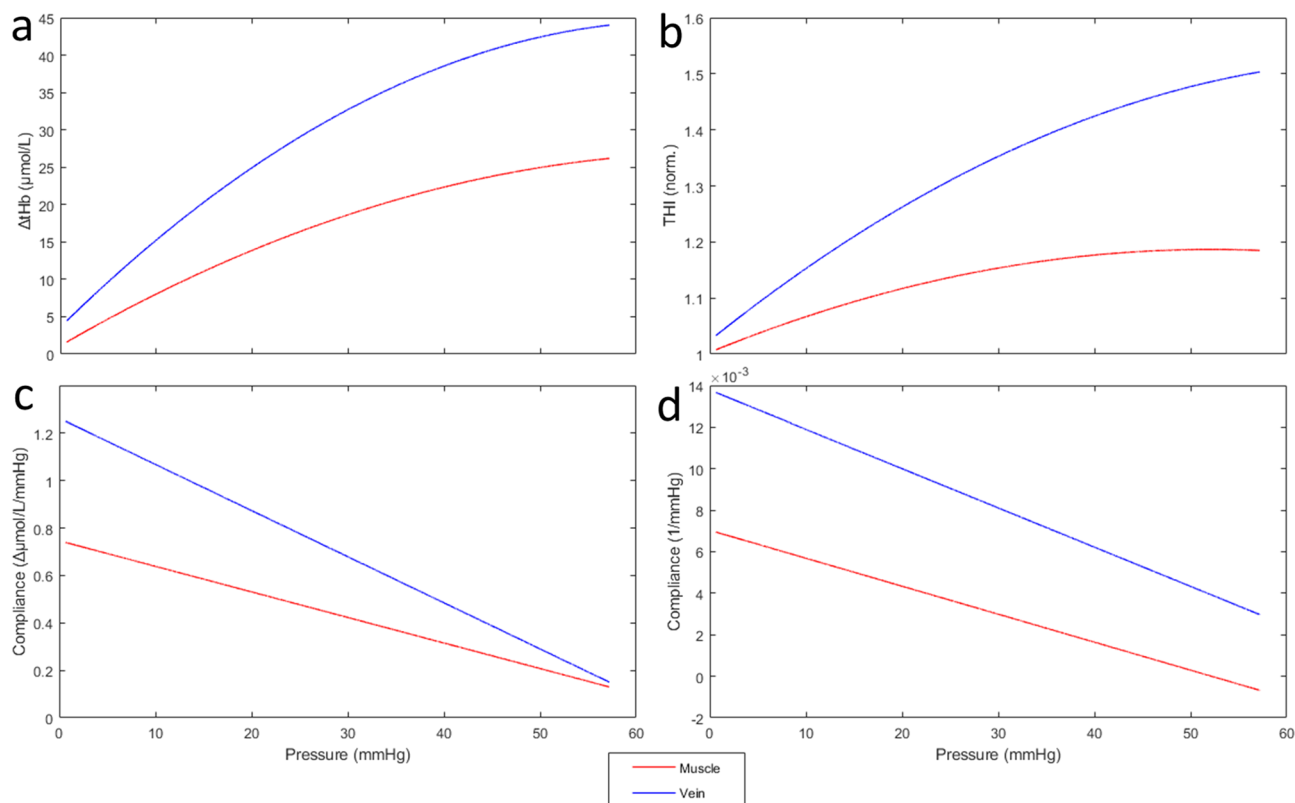 a
45
40
35
30
25
20
15
10
5
0
ΔtHb (μmol/L)
b
1.6
1.5
1.4
1.3
1.2
1.1
1
THI (norm.)
c
1.2
1
0.8
0.6
0.4
0.2
0
Compliance (Δμmol/L/mmHg)
0 10 20 30 40 50 60
Pressure (mmHg)
d
×10⁻³
14
12
10
8
6
4
2
0
-2
Compliance (1/mmHg)
0 10 20 30 40 50 60
Pressure (mmHg)
Muscle
Vein